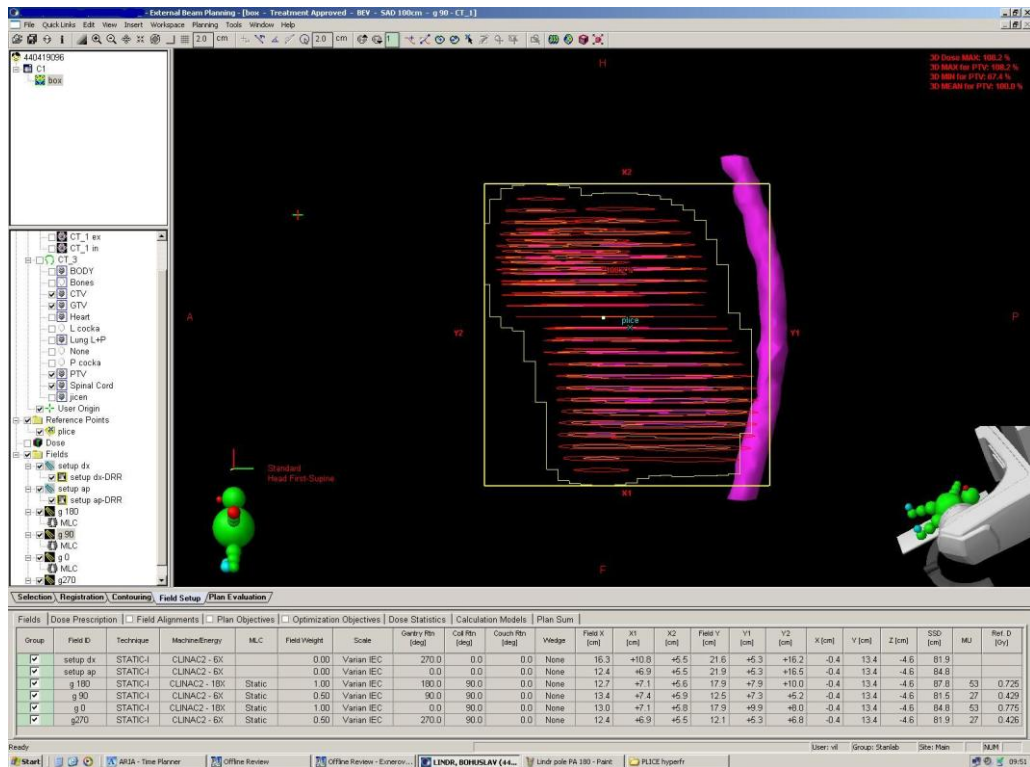 - External Beam Planning - [box - Treatment Approved - BEV - SAD 100cm - g 90 - CT_1]
File Quick Links Edit View Insert Workspace Planning Tools Window Help
2.0 cm 2.0 cm 1
440419096
C1
box
3D Dose MAX: 108.2 %
3D MAX for PTV: 108.2 %
3D MIN for PTV: 67.4 %
3D MEAN for PTV: 100.0 %
H
X2
A
Y2
plice
Y1
P
X1
F
Standard
Head First-Supine
CT_1 ex
CT_1 in
CT_3
BODY
Bones
CTV
GTV
Heart
L cocka
Lung L+P
None
P cocka
PTV
Spinal Cord
jicen
User Origin
Reference Points
plice
Dose
Fields
setup dx
setup dx-DRR
setup ap
setup ap-DRR
g 180
MLC
g 90
MLC
g 0
MLC
g270
Selection Registration Contouring Field Setup Plan Evaluation
Fields Dose Prescription Field Alignments Plan Objectives Optimization Objectives Dose Statistics Calculation Models Plan Sum
Group Field ID Technique Machine/Energy MLC Field Weight Scale Gantry Rtn [deg] Coll Rtn [deg] Couch Rtn [deg] Wedge Field X [cm] X1 [cm] X2 [cm] Field Y [cm] Y1 [cm] Y2 [cm] X [cm] Y [cm] Z [cm] SSD [cm] MU Ref. D [Gy]
setup dx STATIC-I CLINAC2 - 6X 0.00 Varian IEC 270.0 0.0 0.0 None 16.3 +10.8 +5.5 21.6 +5.3 +16.2 -0.4 13.4 -4.6 81.9
setup ap STATIC-I CLINAC2 - 6X 0.00 Varian IEC 0.0 0.0 0.0 None 16.3 +10.8 +5.5 21.9 +5.3 +16.5 -0.4 13.4 -4.6 84.8
g 180 STATIC-I CLINAC2 - 18X Static 1.00 Varian IEC 180.0 90.0 0.0 None 12.7 +7.1 +5.6 17.9 +7.9 +10.0 -0.4 13.4 -4.6 87.8 53 0.725
g 90 STATIC-I CLINAC2 - 6X Static 0.50 Varian IEC 90.0 90.0 0.0 None 13.4 +7.4 +5.9 12.5 +7.3 +5.2 -0.4 13.4 -4.6 81.5 27 0.429
g 0 STATIC-I CLINAC2 - 18X Static 1.00 Varian IEC 0.0 90.0 0.0 None 13.0 +7.1 +5.8 17.9 +9.9 +8.0 -0.4 13.4 -4.6 84.8 53 0.775
g270 STATIC-I CLINAC2 - 6X Static 0.50 Varian IEC 270.0 90.0 0.0 None 12.4 +6.9 +5.5 12.1 +5.3 +6.8 -0.4 13.4 -4.6 81.9 27 0.426
Ready User: vil Group: Stanlab Site: Main NUM
Start ARIA - Time Planner Offline Review Offline Review - Exnerov... LINDR, BOHUSLAV (44... Lindr pole PA 180 - Paint PLICE hyperfr 09:51